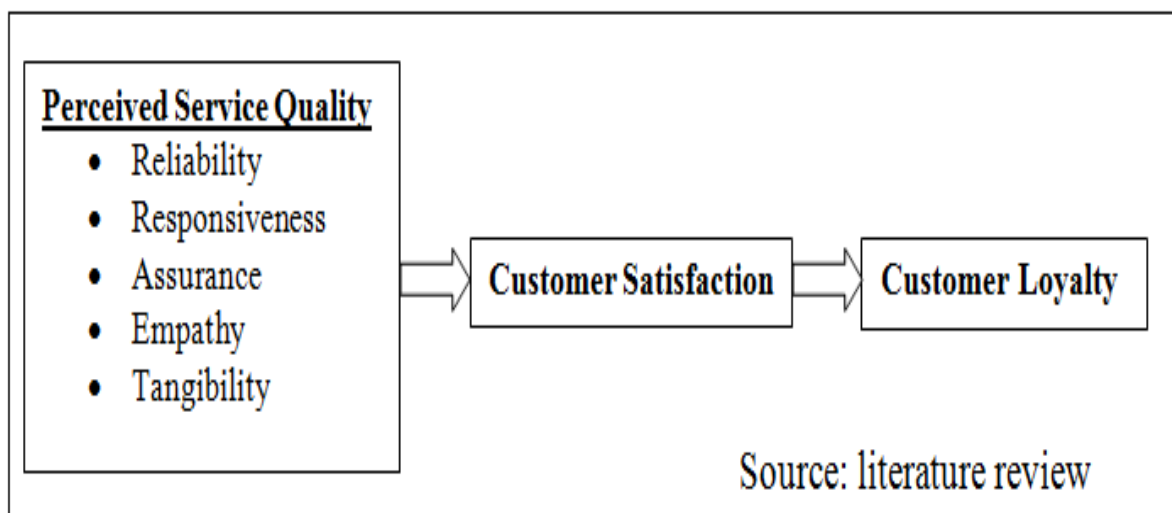 Perceived Service Quality
• Reliability
• Responsiveness
• Assurance
• Empathy
• Tangibility
Customer Satisfaction
Customer Loyalty
Source: literature review